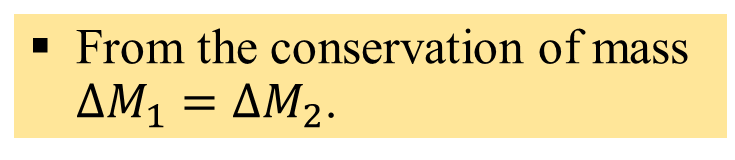 ▪ From the conservation of mass
Δ𝑀₁ = Δ𝑀₂.